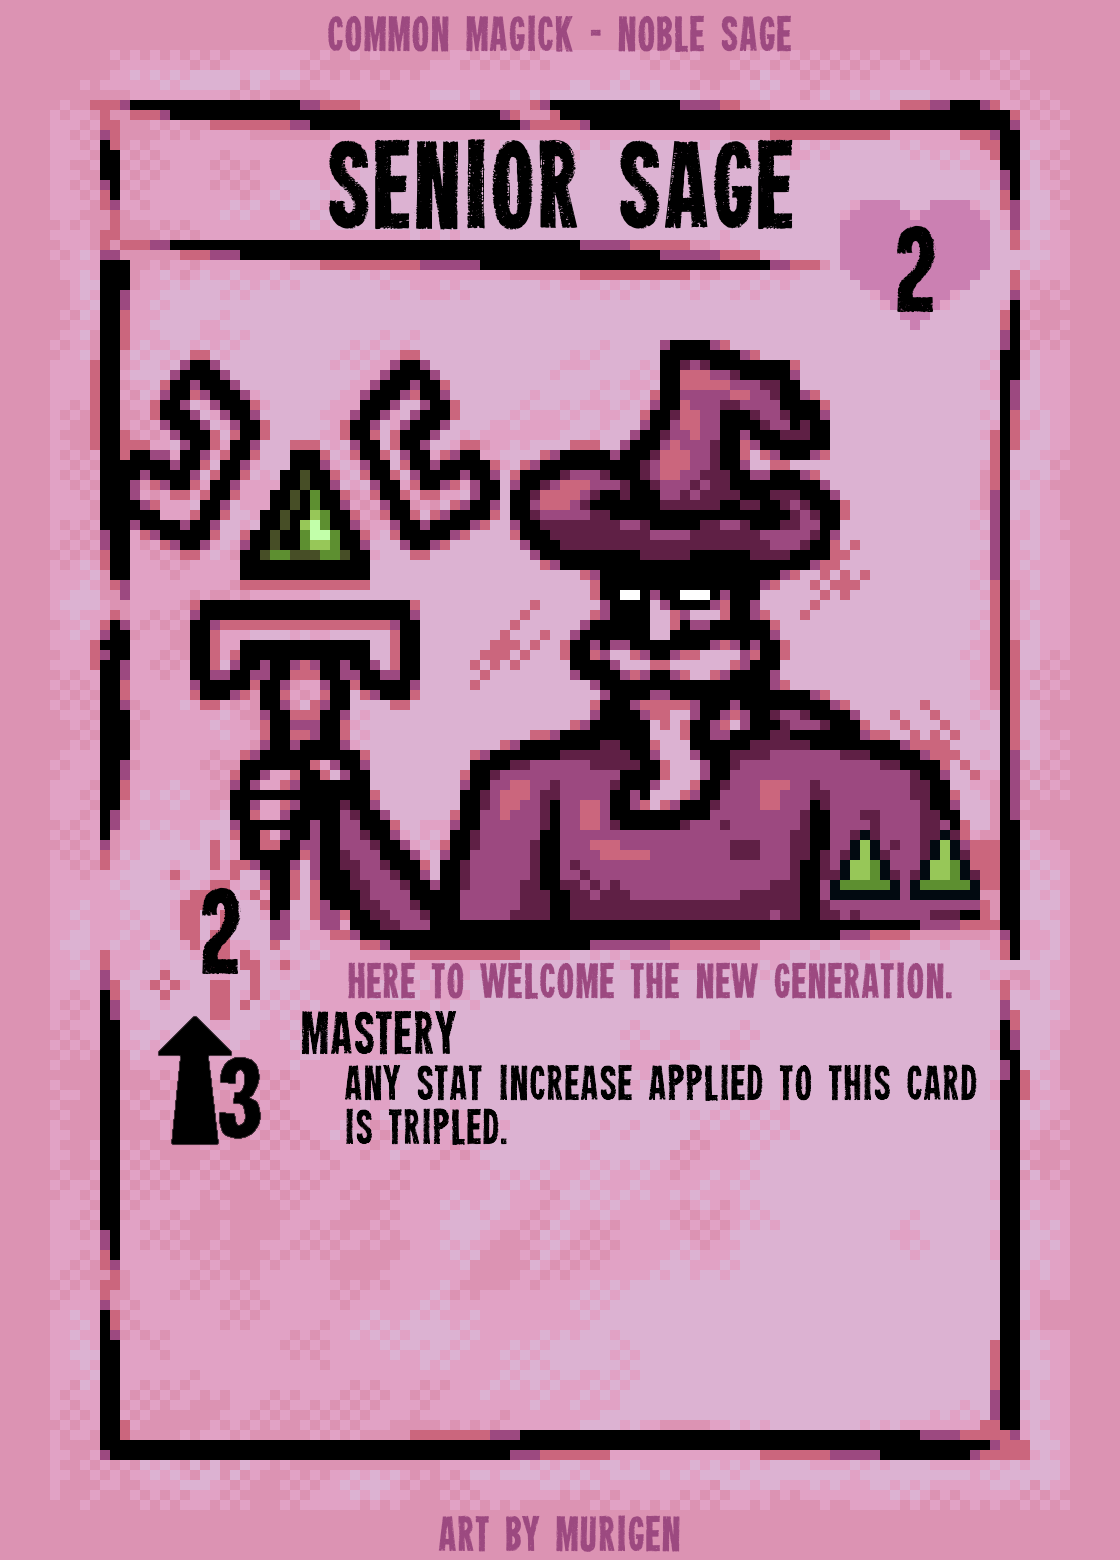 COMMON MAGICK - NOBLE SAGE
SENIOR SAGE
2
2
HERE TO WELCOME THE NEW GENERATION.
MASTERY
3
ANY STAT INCREASE APPLIED TO THIS CARD
IS TRIPLED.
ART BY MURIGEN